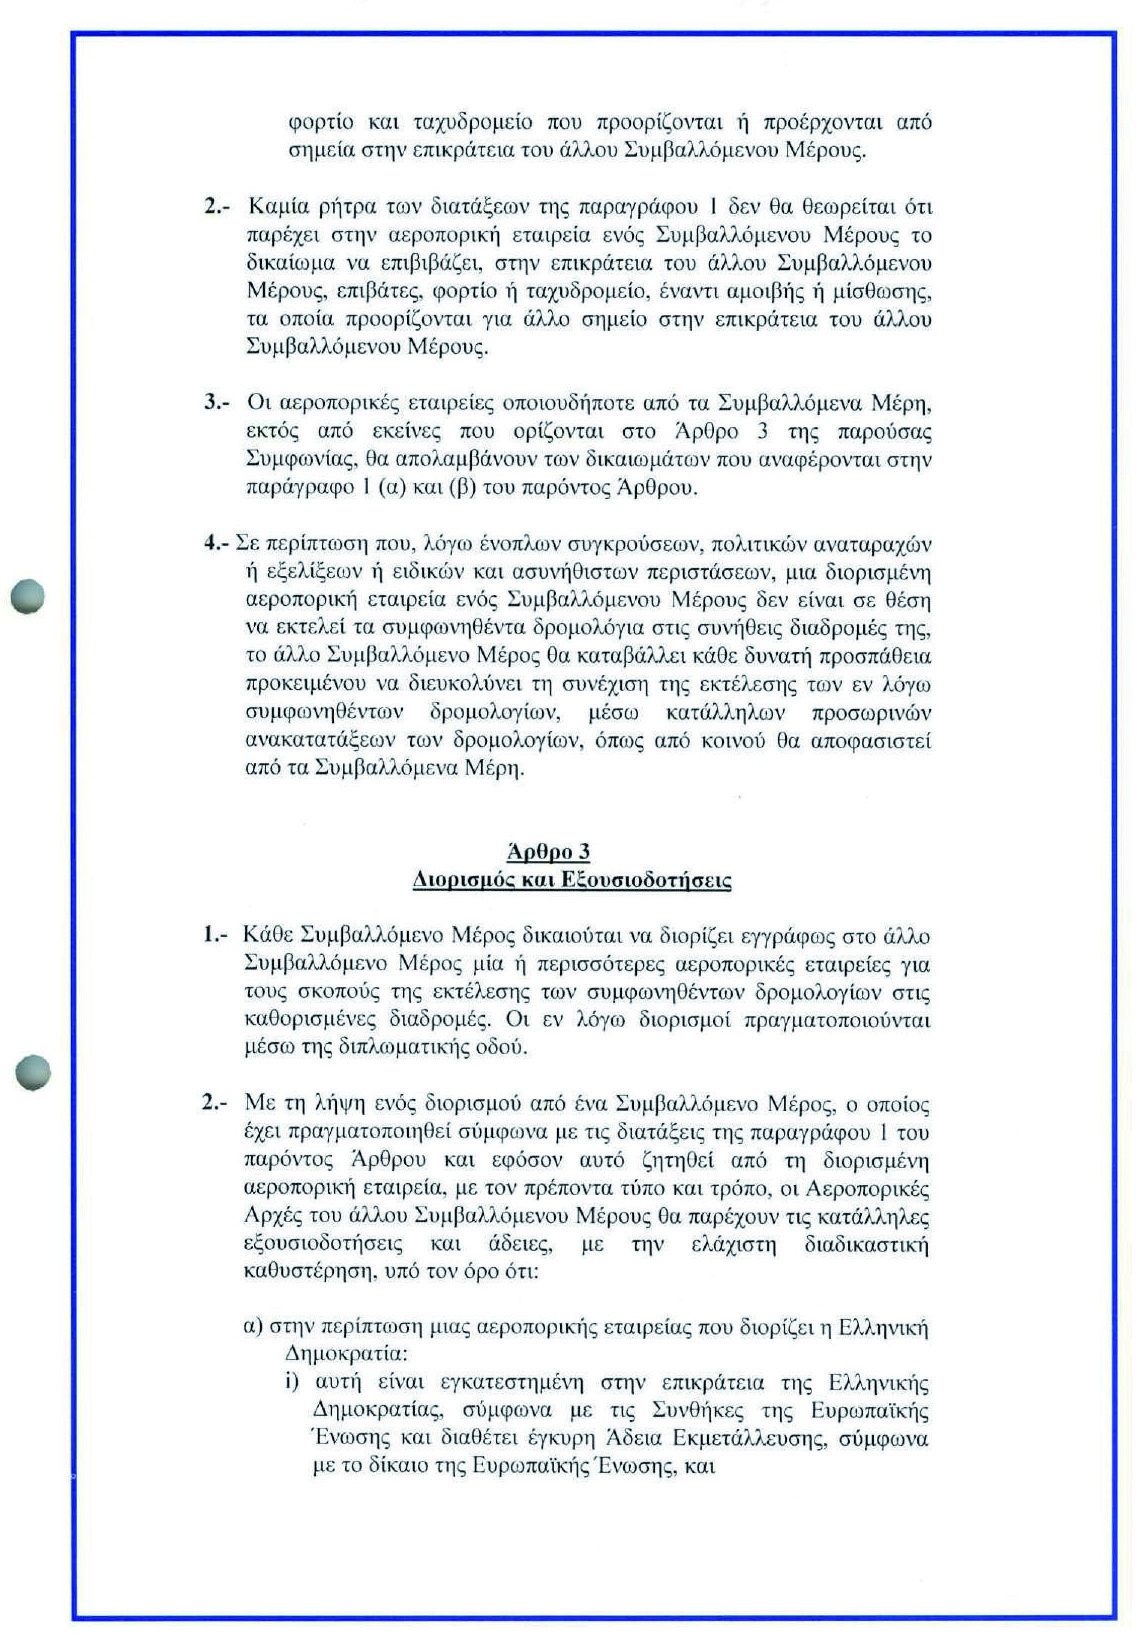 φορτίο και ταχυδρομείο που προορίζονται ή προέρχονται από
σημεία στην επικράτεια του άλλου Συμβαλλόμενου Μέρους.
2.- Καμία ρήτρα των διατάξεων της παραγράφου 1 δεν θα θεωρείται ότι
παρέχει στην αεροπορική εταιρεία ενός Συμβαλλόμενου Μέρους το
δικαίωμα να επιβιβάζει, στην επικράτεια του άλλου Συμβαλλόμενου
Μέρους, επιβάτες, φορτίο ή ταχυδρομείο, έναντι αμοιβής ή μίσθωσης,
τα οποία προορίζονται για άλλο σημείο στην επικράτεια του άλλου
Συμβαλλόμενου Μέρους.
3.- Οι αεροπορικές εταιρείες οποιουδήποτε από τα Συμβαλλόμενα Μέρη,
εκτός από εκείνες που ορίζονται στο Άρθρο 3 της παρούσας
Συμφωνίας, θα απολαμβάνουν των δικαιωμάτων που αναφέρονται στην
παράγραφο 1 (α) και (β) του παρόντος Άρθρου.
4.- Σε περίπτωση που, λόγω ένοπλων συγκρούσεων, πολιτικών αναταραχών
ή εξελίξεων ή ειδικών και ασυνήθιστων περιστάσεων, μια διορισμένη
αεροπορική εταιρεία ενός Συμβαλλόμενου Μέρους δεν είναι σε θέση
να εκτελεί τα συμφωνηθέντα δρομολόγια στις συνήθεις διαδρομές της,
το άλλο Συμβαλλόμενο Μέρος θα καταβάλλει κάθε δυνατή προσπάθεια
προκειμένου να διευκολύνει τη συνέχιση της εκτέλεσης των εν λόγω
συμφωνηθέντων δρομολογίων, μέσω κατάλληλων προσωρινών
ανακατατάξεων των δρομολογίων, όπως από κοινού θα αποφασιστεί
από τα Συμβαλλόμενα Μέρη.
Άρθρο 3
Διορισμός και Εξουσιοδοτήσεις
1.- Κάθε Συμβαλλόμενο Μέρος δικαιούται να διορίζει εγγράφως στο άλλο
Συμβαλλόμενο Μέρος μία ή περισσότερες αεροπορικές εταιρείες για
τους σκοπούς της εκτέλεσης των συμφωνηθέντων δρομολογίων στις
καθορισμένες διαδρομές. Οι εν λόγω διορισμοί πραγματοποιούνται
μέσω της διπλωματικής οδού.
2.- Με τη λήψη ενός διορισμού από ένα Συμβαλλόμενο Μέρος, ο οποίος
έχει πραγματοποιηθεί σύμφωνα με τις διατάξεις της παραγράφου 1 του
παρόντος Άρθρου και εφόσον αυτό ζητηθεί από τη διορισμένη
αεροπορική εταιρεία, με τον πρέποντα τύπο και τρόπο, οι Αεροπορικές
Αρχές του άλλου Συμβαλλόμενου Μέρους θα παρέχουν τις κατάλληλες
εξουσιοδοτήσεις και άδειες, με την ελάχιστη διαδικαστική
καθυστέρηση, υπό τον όρο ότι:
α) στην περίπτωση μιας αεροπορικής εταιρείας που διορίζει η Ελληνική
Δημοκρατία:
i) αυτή είναι εγκατεστημένη στην επικράτεια της Ελληνικής
Δημοκρατίας, σύμφωνα με τις Συνθήκες της Ευρωπαϊκής
Ένωσης και διαθέτει έγκυρη Άδεια Εκμετάλλευσης, σύμφωνα
με το δίκαιο της Ευρωπαϊκής Ένωσης, και